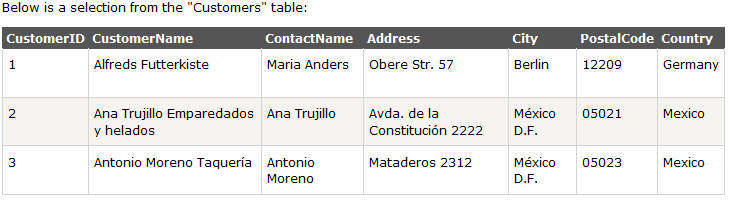 Below is a selection from the "Customers" table:
CustomerID CustomerName ContactName Address City PostalCode Country
1 Alfreds Futterkiste Maria Anders Obere Str. 57 Berlin 12209 Germany
2 Ana Trujillo Emparedados Ana Trujillo Avda. de la México 05021 Mexico
y helados Constitución 2222 D.F.
3 Antonio Moreno Taquería Antonio Mataderos 2312 México 05023 Mexico
Moreno D.F.